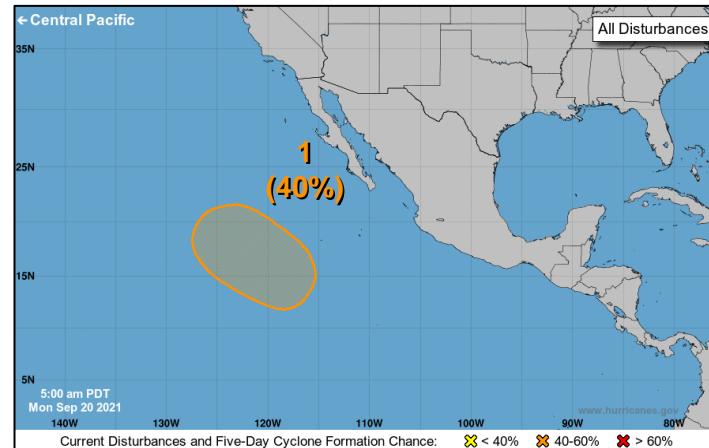 ← Central Pacific
All Disturbances
35N
1
(40%)
25N
15N
5N
5:00 am PDT
Mon Sep 20 2021
www.hurricanes.gov
140W 130W 120W 110W 100W 90W 80W
Current Disturbances and Five-Day Cyclone Formation Chance: < 40% 40-60% > 60%